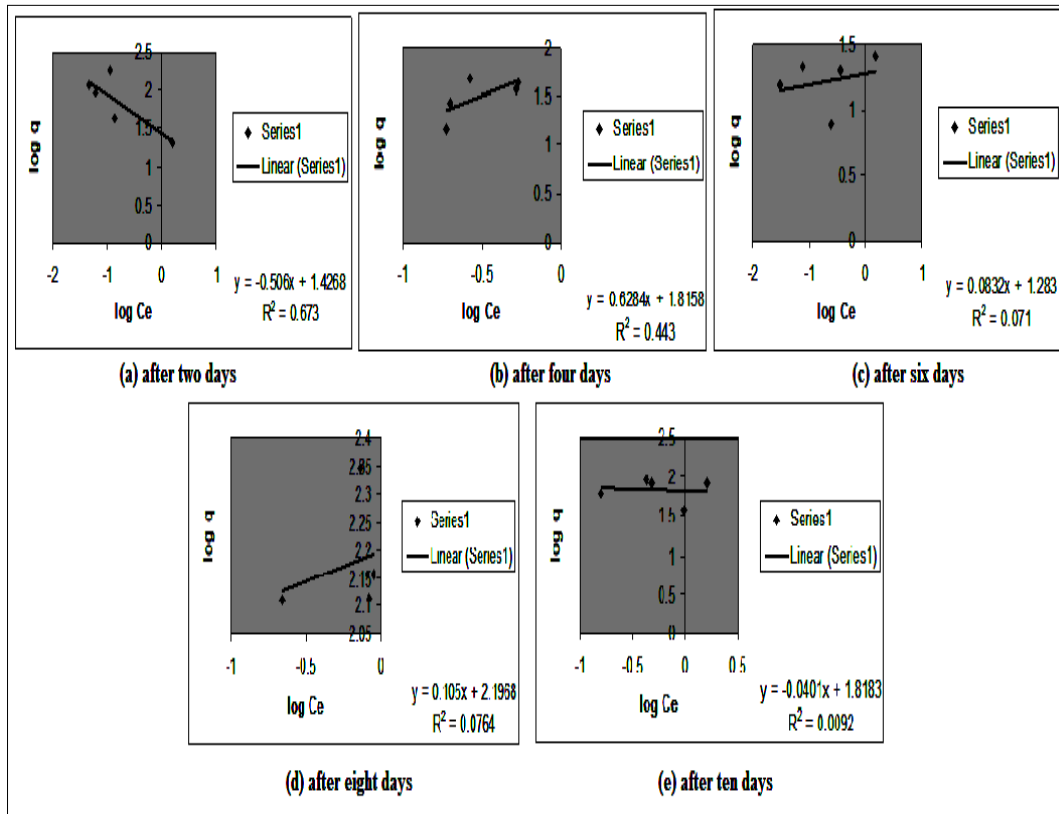 2.5
2
1.5
1
0.5
0
-2 -1 0 1
log q
log Ce
Series1
Linear (Series1)
y = -0.506x + 1.4268
R² = 0.673
(a) after two days
2
1.5
1
0.5
0
-1 -0.5 0
log q
log Ce
Series1
Linear (Series1)
y = 0.6284x + 1.8158
R² = 0.443
(b) after four days
1.5
1
0.5
0
-2 -1 0 1
log q
log Ce
Series1
Linear (Series1)
y = 0.0832x + 1.283
R² = 0.071
(c) after six days
2.4
2.35
2.3
2.25
2.2
2.15
2.1
2.05
-1 -0.5 0
log q
log Ce
Series1
Linear (Series1)
y = 0.105x + 2.1968
R² = 0.0764
(d) after eight days
2.5
2
1.5
1
0.5
0
-1 -0.5 0 0.5
log q
log Ce
Series1
Linear (Series1)
y = -0.0401x + 1.8183
R² = 0.0092
(e) after ten days